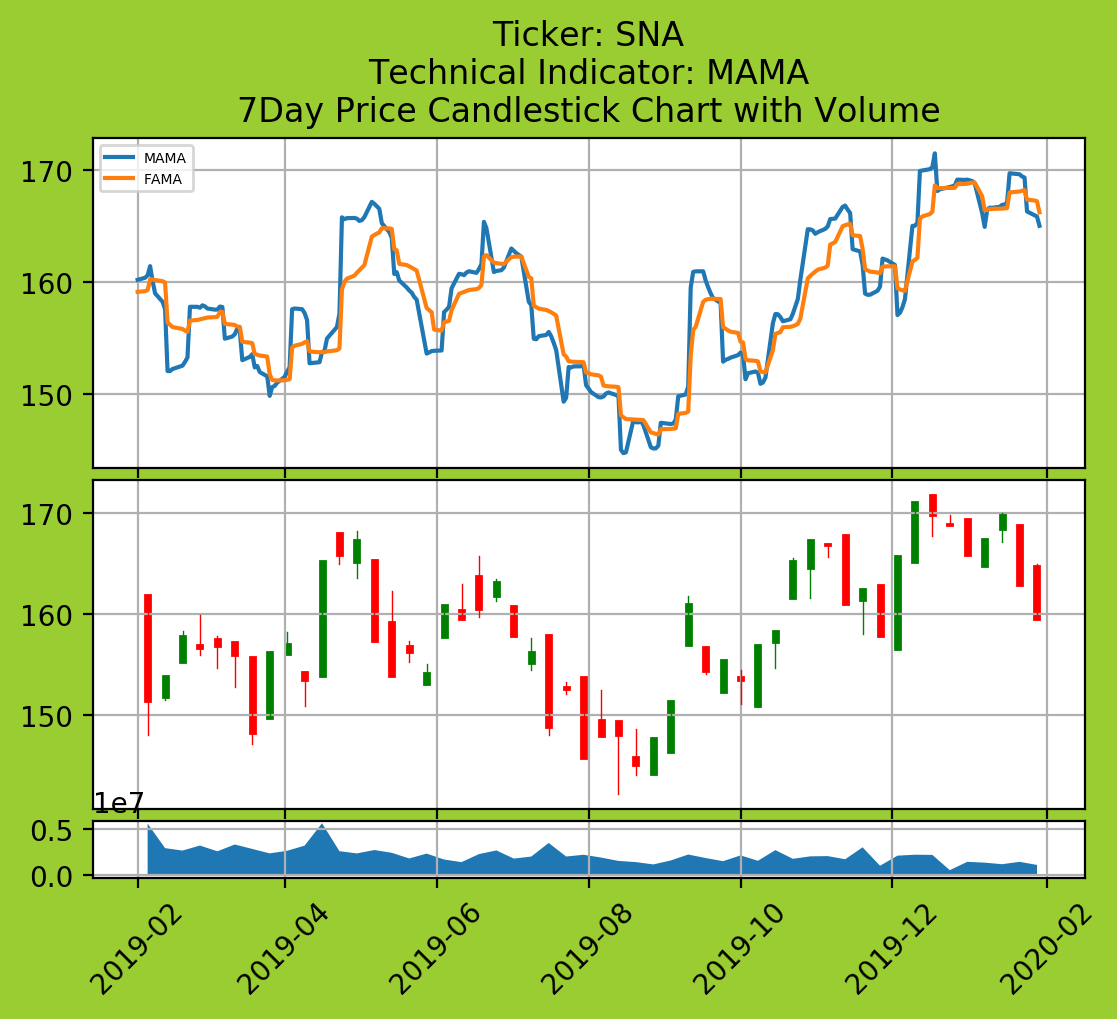 Ticker: SNA
Technical Indicator: MAMA
7Day Price Candlestick Chart with Volume
MAMA
FAMA
170
160
150
170
160
150
1e7
0.5
0.0
2019-02
2019-04
2019-06
2019-08
2019-10
2019-12
2020-02